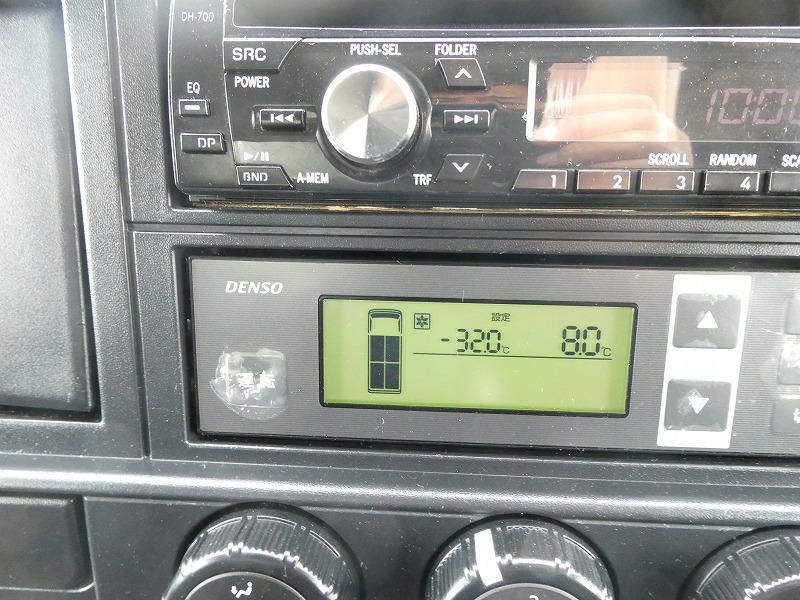 DH-700
SRC
PUSH-SEL
FOLDER
POWER
EQ
DP
BND
A-MEM
TRF
SCROLL
RANDOM
1
2
3
4
DENSO
設定
-32.0℃
8.0℃
運転